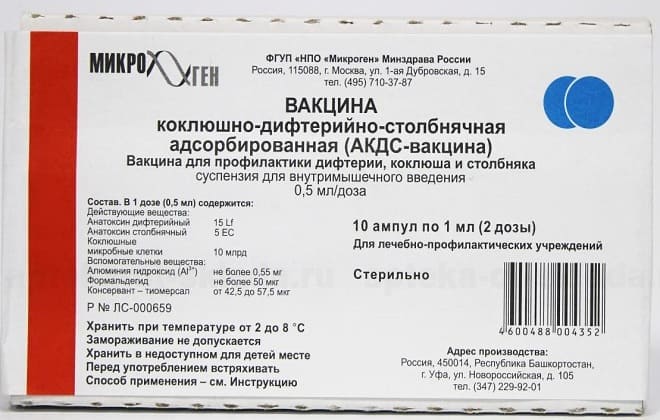 МИКРО ГЕН
ФГУП «НПО «Микроген» Минздрава России
Россия, 115088, г. Москва, ул. 1-ая Дубровская, д. 15
тел. (495) 710-37-87
ВАКЦИНА
коклюшно-дифтерийно-столбнячная
адсорбированная (АКДС-вакцина)
Вакцина для профилактики дифтерии, коклюша и столбняка
суспензия для внутримышечного введения
0,5 мл/доза
Состав. В 1 дозе (0,5 мл) содержится:
Действующие вещества:
Анатоксин дифтерийный 15 Lf
Анатоксин столбнячный 5 ЕС
Коклюшные
микробные клетки 10 млрд
Вспомогательные вещества:
Алюминия гидроксид (Al³⁺) не более 0,55 мг
Формальдегид не более 50 мкг
Консервант – тиомерсал от 42,5 до 57,5 мкг
Р № ЛС-000659
10 ампул по 1 мл (2 дозы)
Для лечебно-профилактических учреждений
Стерильно
Хранить при температуре от 2 до 8 °С
Замораживание не допускается
Хранить в недоступном для детей месте
Перед употреблением встряхивать
Способ применения – см. Инструкцию
4600488004352
Адрес производства:
Россия, 450014, Республика Башкортостан,
г. Уфа, ул. Новороссийская, д. 105
тел. (347) 229-92-01